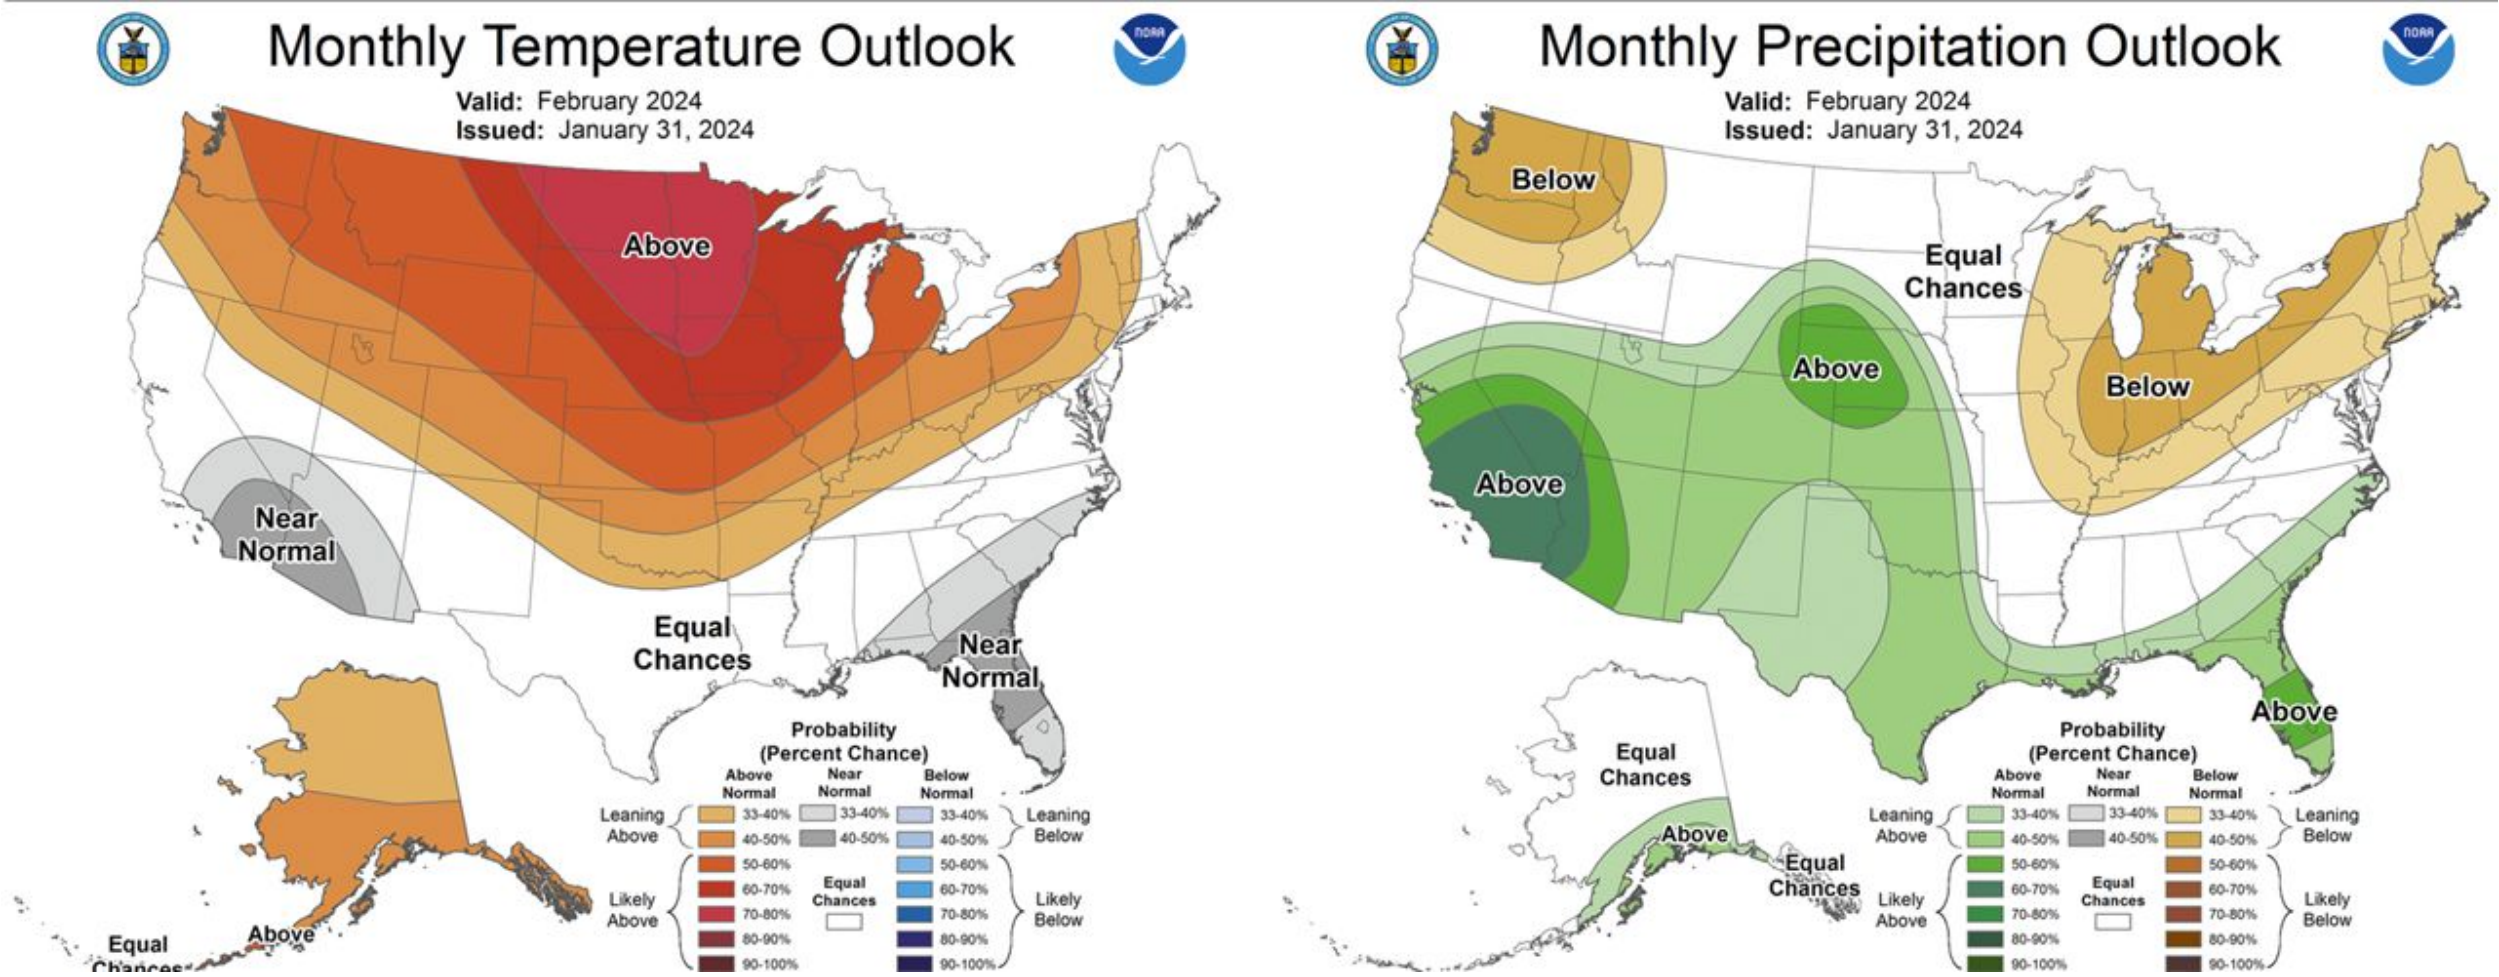 Monthly Temperature Outlook
NOAA
Valid: February 2024
Issued: January 31, 2024
Above
Near
Normal
Equal
Chances
Near
Normal
Above
Equal
Chances
Probability
(Percent Chance)
Above
Normal
Near
Normal
Below
Normal
Leaning
Above
33-40%
33-40%
33-40%
Leaning
Below
40-50%
40-50%
40-50%
50-60%
50-60%
60-70%
Equal
Chances
60-70%
Likely
Above
70-80%
70-80%
Likely
Below
80-90%
80-90%
90-100%
90-100%
Monthly Precipitation Outlook
NOAA
Valid: February 2024
Issued: January 31, 2024
Below
Equal
Chances
Above
Below
Above
Above
Equal
Chances
Above
Equal
Chances
Probability
(Percent Chance)
Above
Normal
Near
Normal
Below
Normal
Leaning
Above
33-40%
33-40%
33-40%
Leaning
Below
40-50%
40-50%
40-50%
50-60%
50-60%
60-70%
Equal
Chances
60-70%
Likely
Above
70-80%
70-80%
Likely
Below
80-90%
80-90%
90-100%
90-100%